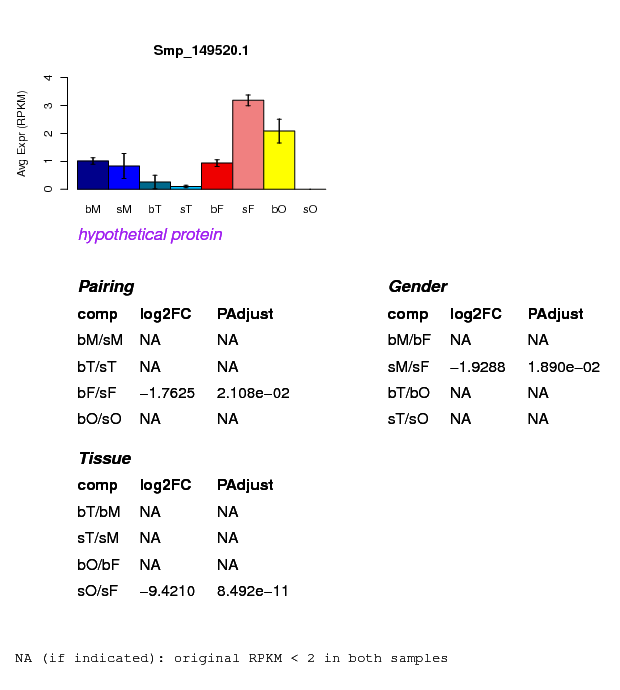 Smp_149520.1
Avg Expr (RPKM)
4
3
2
1
0
bM sM bT sT bF sF bO sO
hypothetical protein
Pairing
comp log2FC PAdjust
bM/sM NA NA
bT/sT NA NA
bF/sF −1.7625 2.108e−02
bO/sO NA NA
Gender
comp log2FC PAdjust
bM/bF NA NA
sM/sF −1.9288 1.890e−02
bT/bO NA NA
sT/sO NA NA
Tissue
comp log2FC PAdjust
bT/bM NA NA
sT/sM NA NA
bO/bF NA NA
sO/sF −9.4210 8.492e−11
NA (if indicated): original RPKM < 2 in both samples